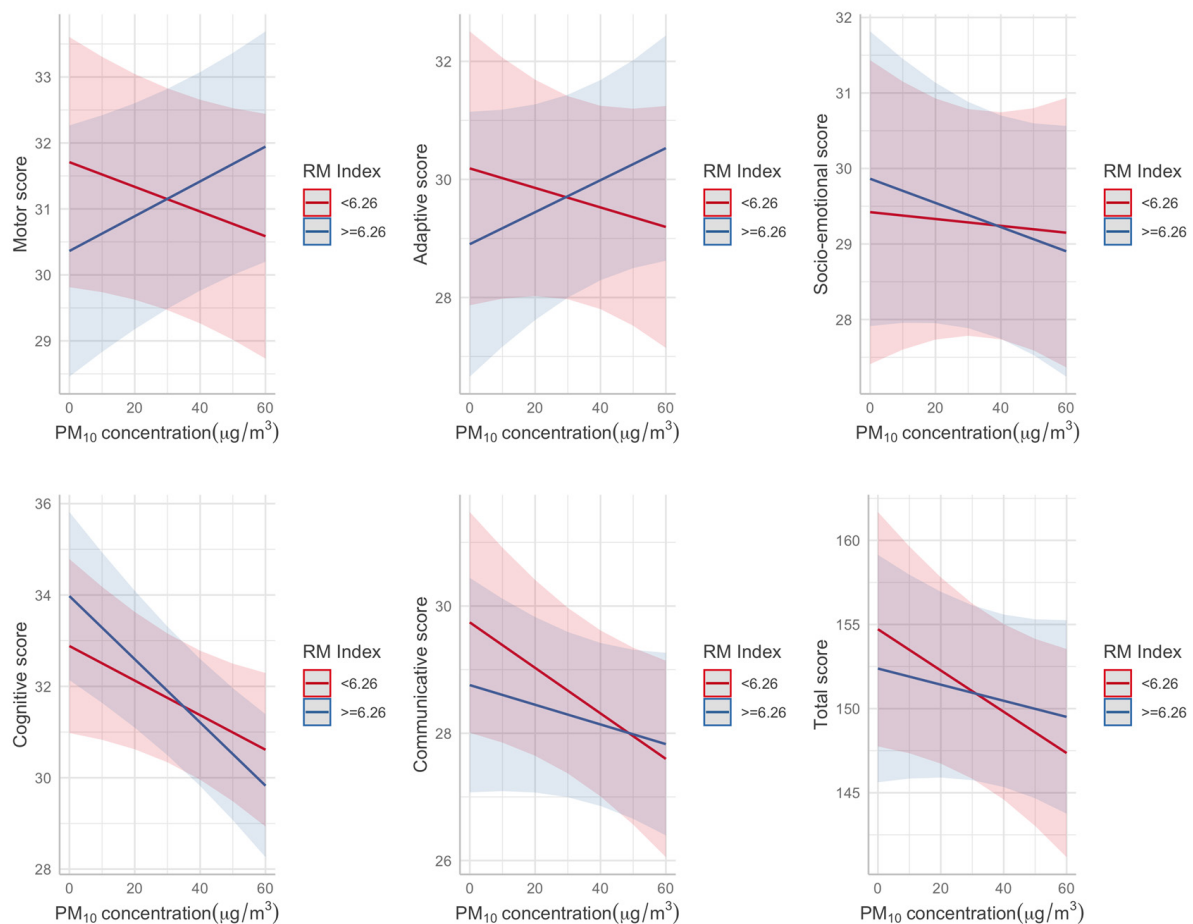 Motor score
33
32
31
30
29
0 20 40 60
PM₁₀ concentration(μg/m³)
RM Index
<6.26
>=6.26
Adaptive score
32
30
28
0 20 40 60
PM₁₀ concentration(μg/m³)
RM Index
<6.26
>=6.26
Socio-emotional score
32
31
30
29
28
0 20 40 60
PM₁₀ concentration(μg/m³)
RM Index
<6.26
>=6.26
Cognitive score
36
34
32
30
28
0 20 40 60
PM₁₀ concentration(μg/m³)
RM Index
<6.26
>=6.26
Communicative score
30
28
26
0 20 40 60
PM₁₀ concentration(μg/m³)
RM Index
<6.26
>=6.26
Total score
160
155
150
145
0 20 40 60
PM₁₀ concentration(μg/m³)
RM Index
<6.26
>=6.26